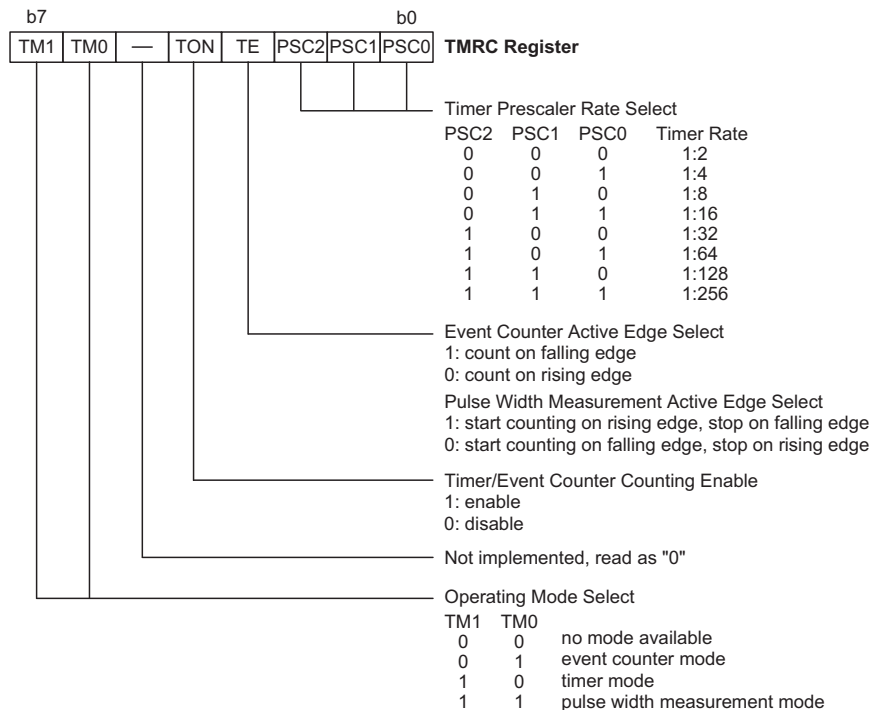 b7 b0
TM1 TM0 — TON TE PSC2 PSC1 PSC0 TMRC Register
Timer Prescaler Rate Select
PSC2 PSC1 PSC0 Timer Rate
0 0 0 1:2
0 0 1 1:4
0 1 0 1:8
0 1 1 1:16
1 0 0 1:32
1 0 1 1:64
1 1 0 1:128
1 1 1 1:256
Event Counter Active Edge Select
1: count on falling edge
0: count on rising edge
Pulse Width Measurement Active Edge Select
1: start counting on rising edge, stop on falling edge
0: start counting on falling edge, stop on rising edge
Timer/Event Counter Counting Enable
1: enable
0: disable
Not implemented, read as "0"
Operating Mode Select
TM1 TM0
0 0 no mode available
0 1 event counter mode
1 0 timer mode
1 1 pulse width measurement mode